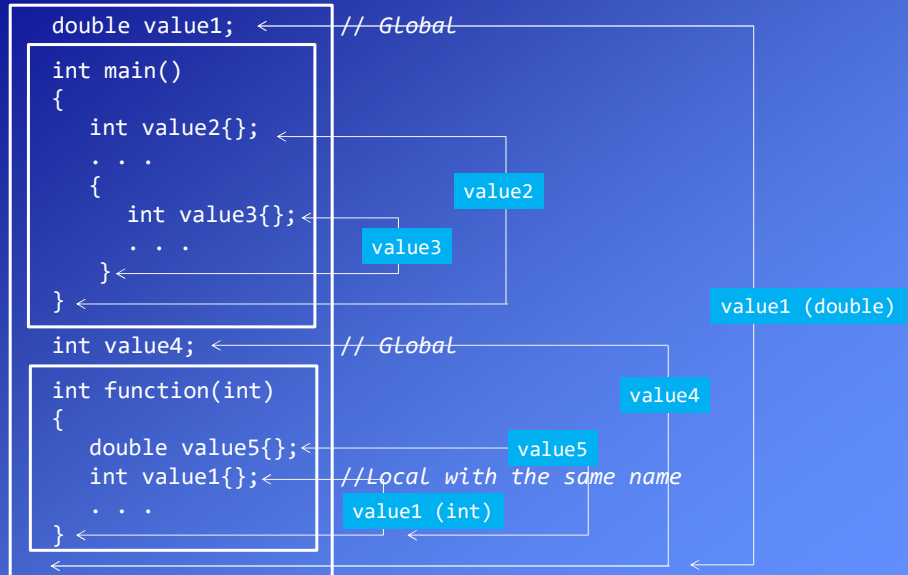 double value1; // Global
int main()
{
int value2{};
. . .
{
value2
int value3{};
. . .
value3
}
}
value1 (double)
int value4; // Global
int function(int)
{
value4
double value5{};
value5
int value1{}; //Local with the same name
. . .
value1 (int)
}